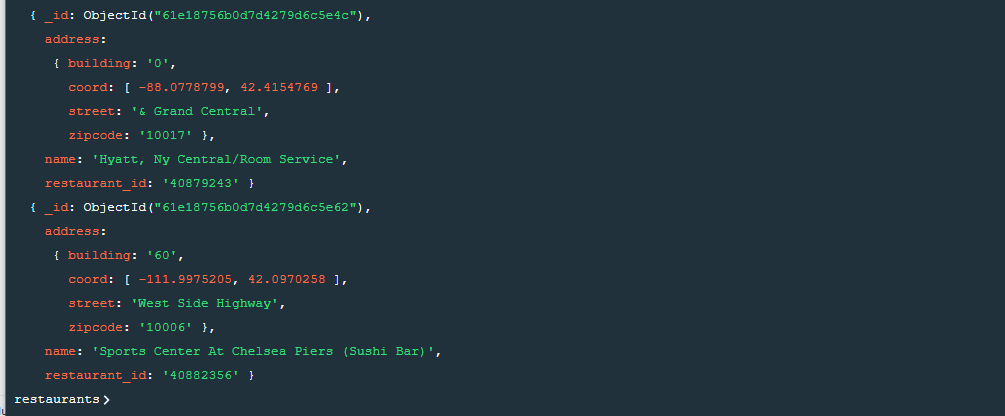 { _id: ObjectId("61e18756b0d7d4279d6c5e4c"),
address:
{ building: '0',
coord: [ -88.0778799, 42.4154769 ],
street: '& Grand Central',
zipcode: '10017' },
name: 'Hyatt, Ny Central/Room Service',
restaurant_id: '40879243' }
{ _id: ObjectId("61e18756b0d7d4279d6c5e62"),
address:
{ building: '60',
coord: [ -111.9975205, 42.0970258 ],
street: 'West Side Highway',
zipcode: '10006' },
name: 'Sports Center At Chelsea Piers (Sushi Bar)',
restaurant_id: '40882356' }
restaurants>